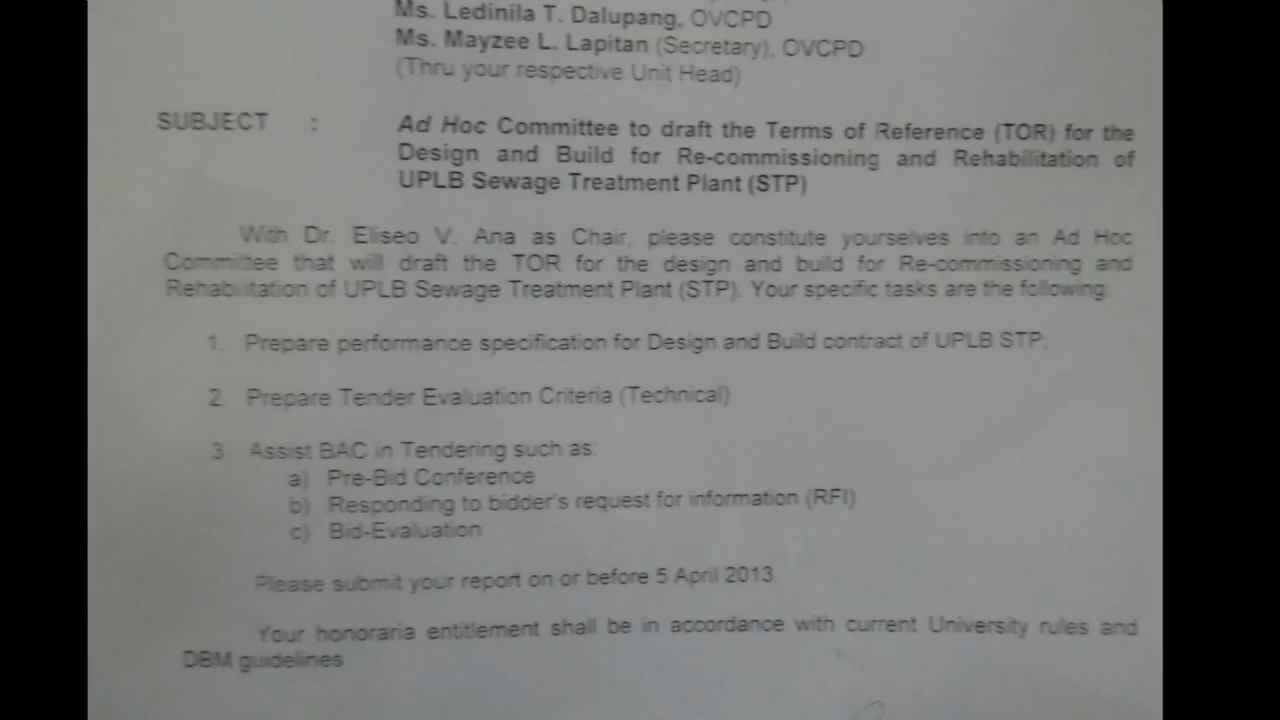 Ms. Ledinila T. Dalupang, OVCPD
Ms. Mayzee L. Lapitan (Secretary), OVCPD
(Thru your respective Unit Head)
SUBJECT : Ad Hoc Committee to draft the Terms of Reference (TOR) for the
Design and Build for Re-commissioning and Rehabilitation of
UPLB Sewage Treatment Plant (STP)
With Dr. Eliseo V. Ana as Chair, please constitute yourselves into an Ad Hoc
Committee that will draft the TOR for the design and build for Re-commissioning and
Rehabilitation of UPLB Sewage Treatment Plant (STP). Your specific tasks are the following:
1. Prepare performance specification for Design and Build contract of UPLB STP;
2. Prepare Tender Evaluation Criteria (Technical)
3. Assist BAC in Tendering such as:
a) Pre-Bid Conference
b) Responding to bidder's request for information (RFI)
c) Bid-Evaluation
Please submit your report on or before 5 April 2013.
Your honoraria entitlement shall be in accordance with current University rules and
DBM guidelines